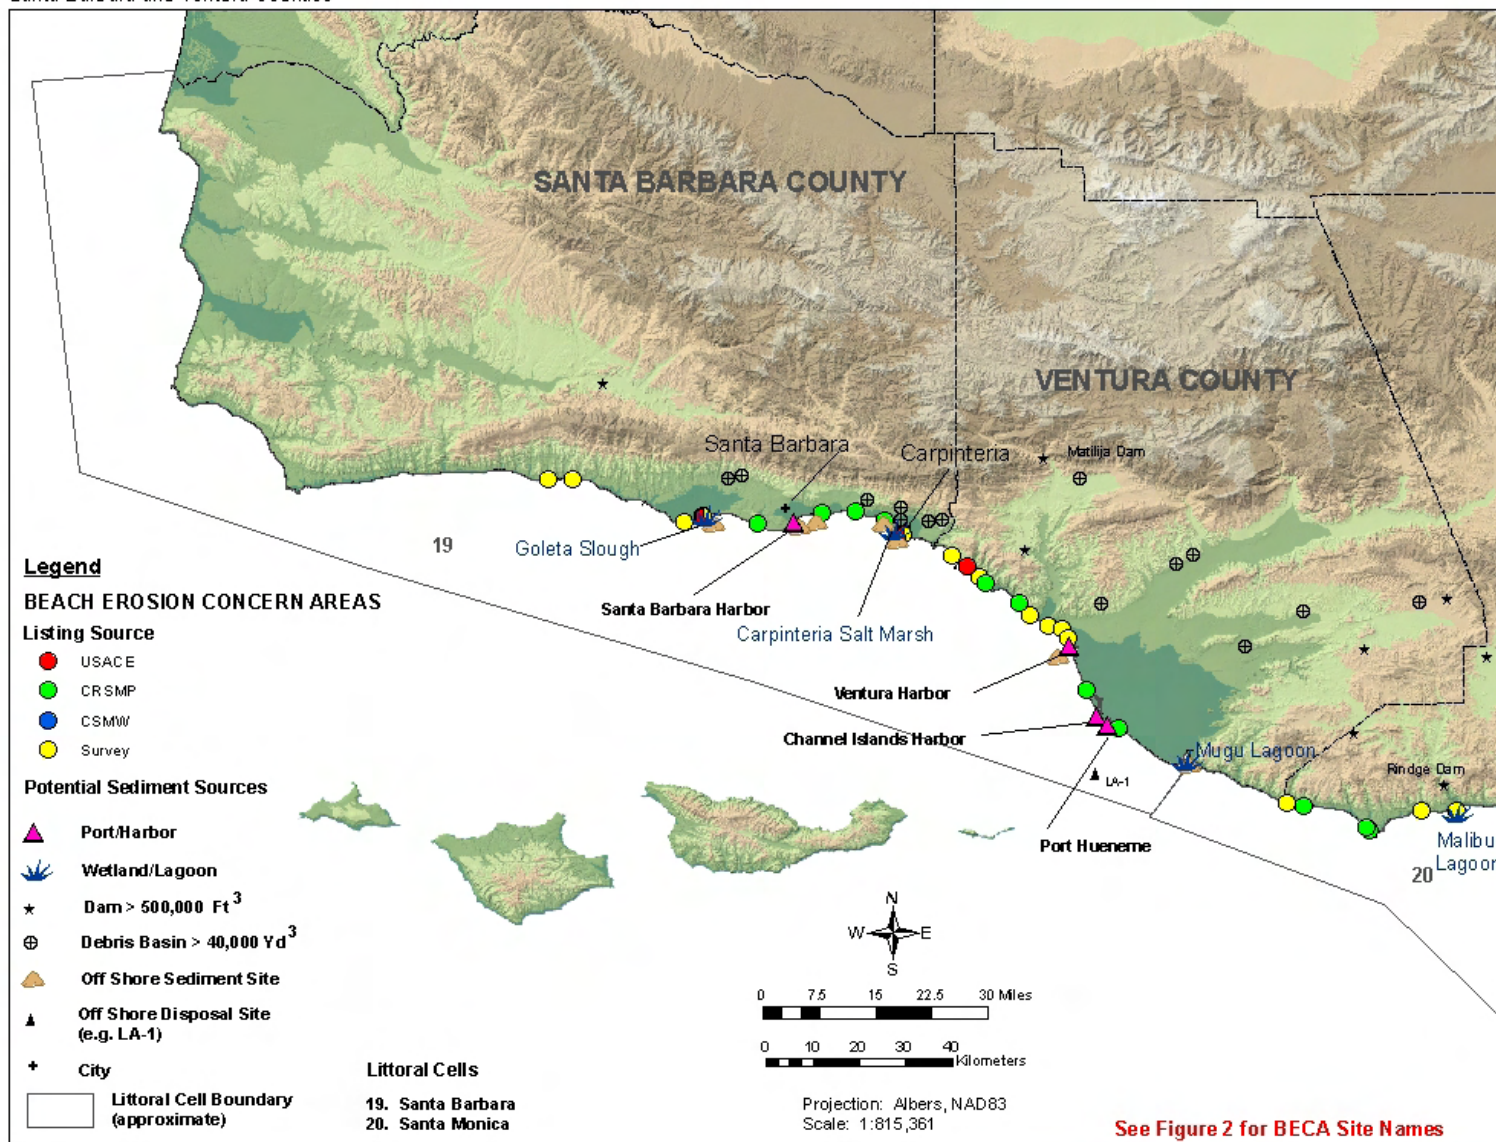 SANTA BARBARA COUNTY
VENTURA COUNTY
Santa Barbara
Carpinteria
Matilija Dam
19
Goleta Slough
Santa Barbara Harbor
Carpinteria Salt Marsh
Ventura Harbor
Channel Islands Harbor
Mugu Lagoon
LA-1
Rindge Dam
Port Hueneme
Malibu
Lagoon
20
Legend
BEACH EROSION CONCERN AREAS
Listing Source
USACE
CRSMP
CSMW
Survey
Potential Sediment Sources
Port/Harbor
Wetland/Lagoon
Dam > 500,000 Ft³
Debris Basin > 40,000 Yd³
Off Shore Sediment Site
Off Shore Disposal Site
(e.g. LA-1)
City
Littoral Cell Boundary
(approximate)
Littoral Cells
19. Santa Barbara
20. Santa Monica
N
W E
S
0 7.5 15 22.5 30 Miles
0 10 20 30 40
Kilometers
Projection: Albers, NAD83
Scale: 1:815,361
See Figure 2 for BECA Site Names